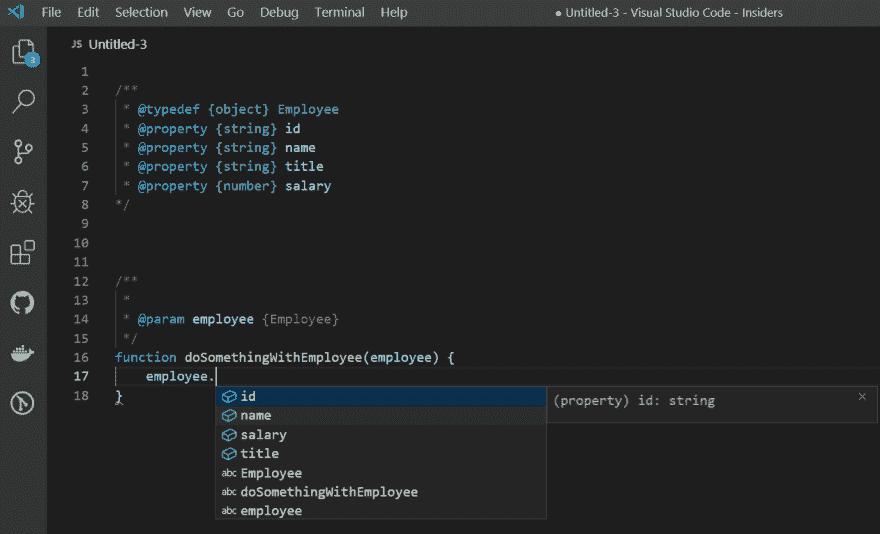 File Edit Selection View Go Debug Terminal Help ● Untitled-3 - Visual Studio Code - Insiders
JS Untitled-3
3
1
2 /**
3 * @typedef {object} Employee
4 * @property {string} id
5 * @property {string} name
6 * @property {string} title
7 * @property {number} salary
8 */
9
10
11
12 /**
13 *
14 * @param employee {Employee}
15 */
16 function doSomethingWithEmployee(employee) {
17 employee.
18 }
id (property) id: string ×
name
salary
title
abc Employee
abc doSomethingWithEmployee
abc employee